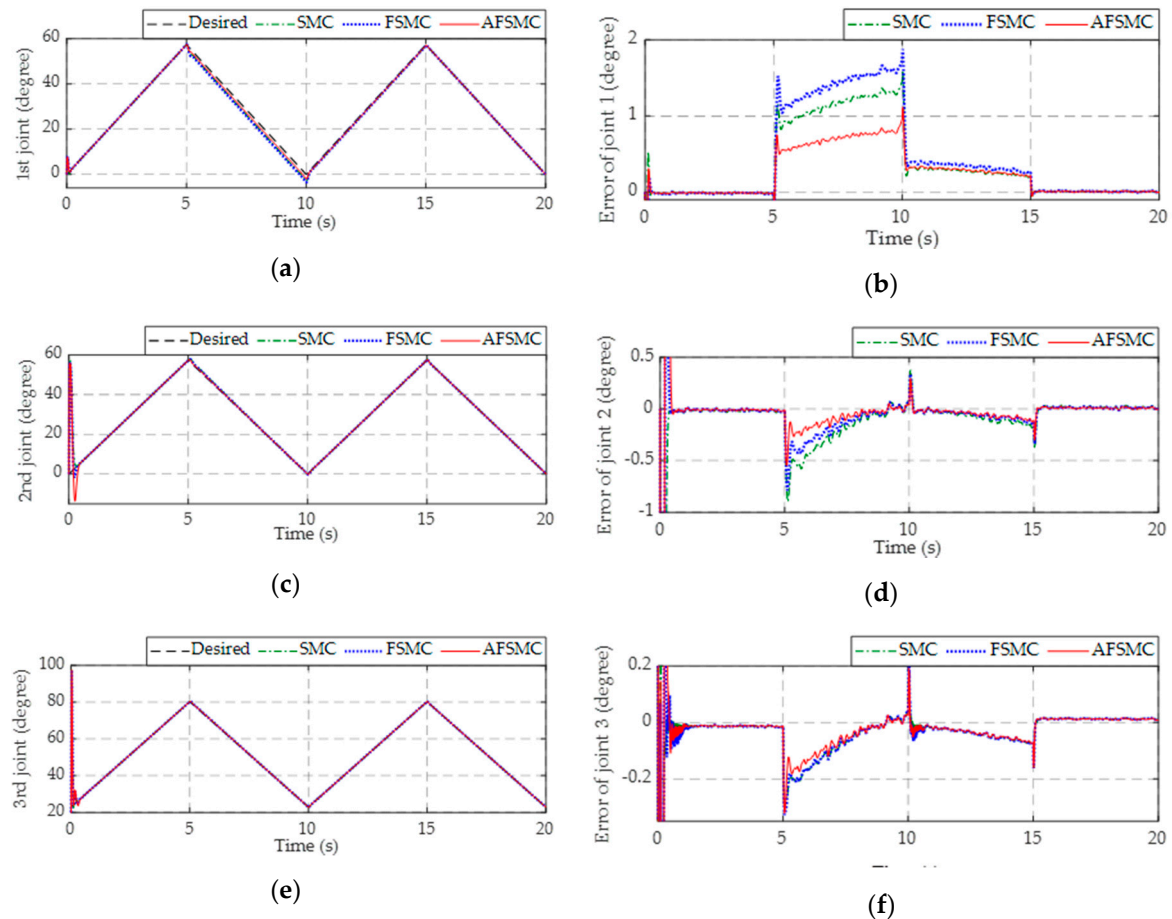 Desired SMC FSMC AFSMC
60
40
20
0
1st joint (degree)
0 5 10 15 20
Time (s)
(a)
SMC FSMC AFSMC
2
1
0
Error of joint 1 (degree)
0 5 10 15 20
Time (s)
(b)
Desired SMC FSMC AFSMC
60
40
20
0
2nd joint (degree)
0 5 10 15 20
Time (s)
(c)
SMC FSMC AFSMC
0.5
0
-0.5
-1
Error of joint 2 (degree)
0 5 10 15 20
Time (s)
(d)
Desired SMC FSMC AFSMC
100
80
60
40
20
3rd joint (degree)
0 5 10 15 20
Time (s)
(e)
SMC FSMC AFSMC
0.2
0
-0.2
Error of joint 3 (degree)
0 5 10 15 20
(f)